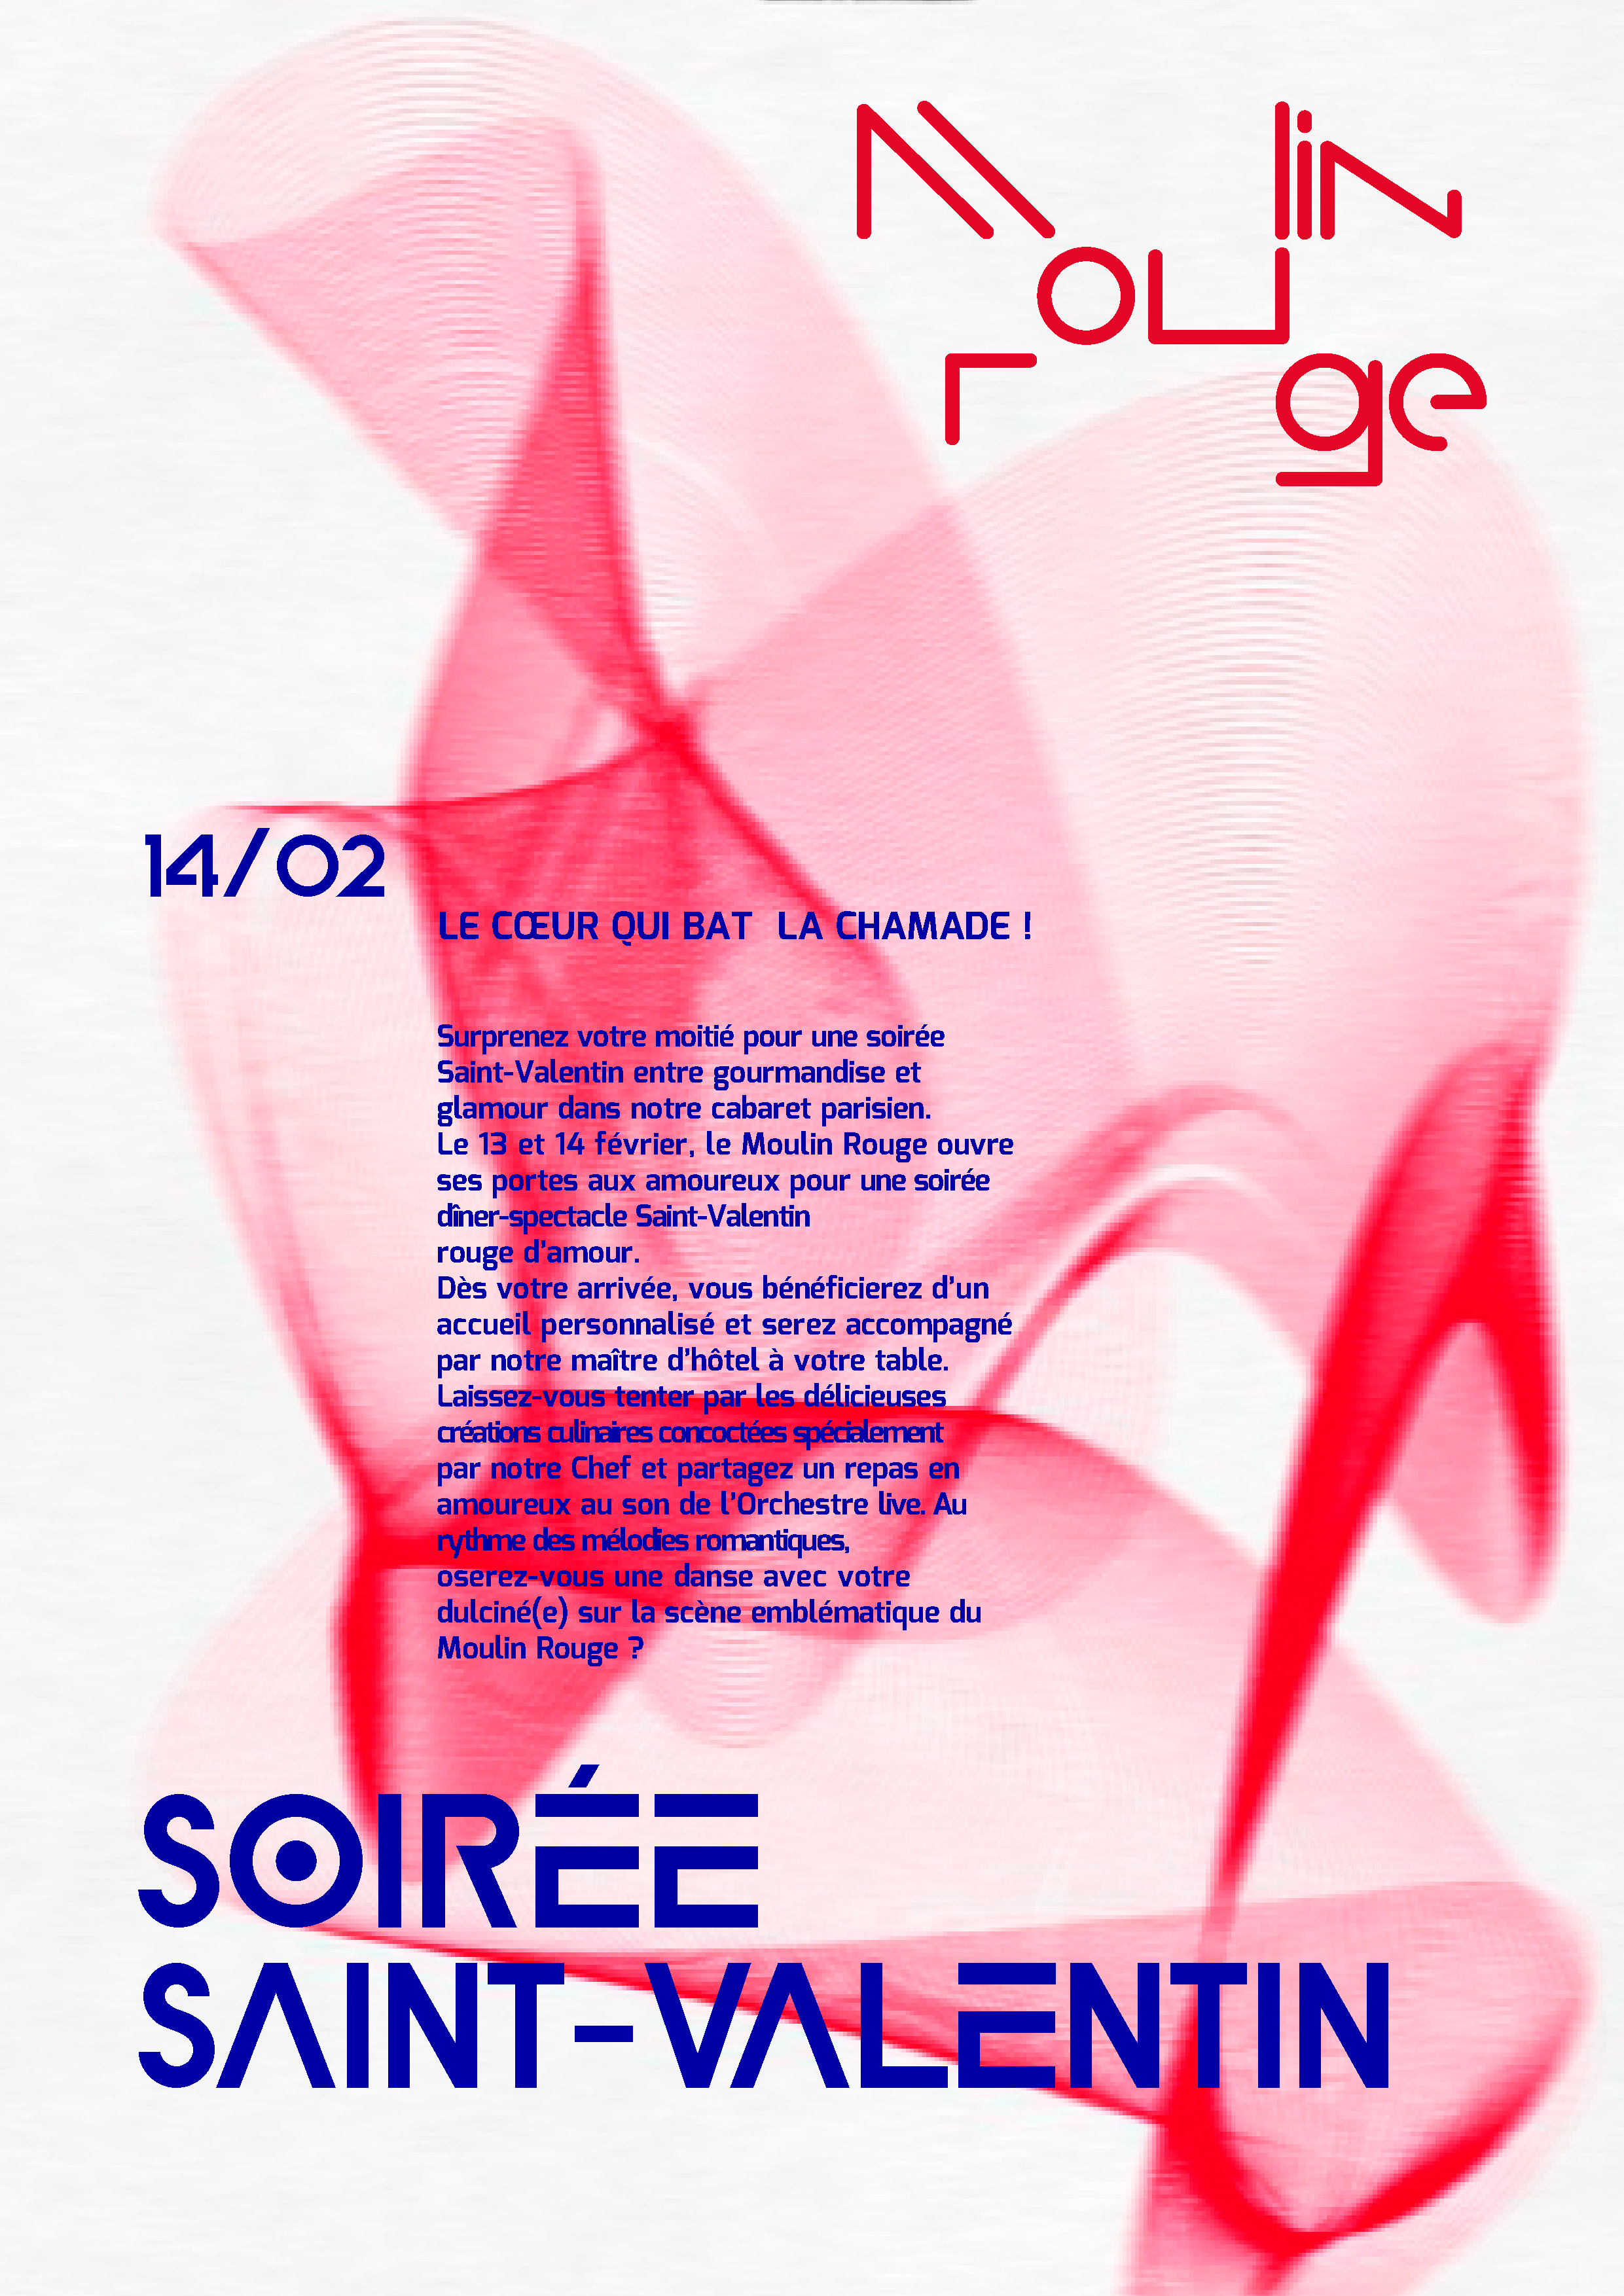 Moulin
rouge
14/02
LE CŒUR QUI BAT LA CHAMADE !
Surprenez votre moitié pour une soirée
Saint-Valentin entre gourmandise et
glamour dans notre cabaret parisien.
Le 13 et 14 février, le Moulin Rouge ouvre
ses portes aux amoureux pour une soirée
dîner-spectacle Saint-Valentin
rouge d’amour.
Dès votre arrivée, vous bénéficierez d’un
accueil personnalisé et serez accompagné
par notre maître d’hôtel à votre table.
Laissez-vous tenter par les délicieuses
créations culinaires concoctées spécialement
par notre Chef et partagez un repas en
amoureux au son de l’Orchestre live. Au
rythme des mélodies romantiques,
oserez-vous une danse avec votre
dulciné(e) sur la scène emblématique du
Moulin Rouge ?
SOIRÉE
SAINT-VALENTIN